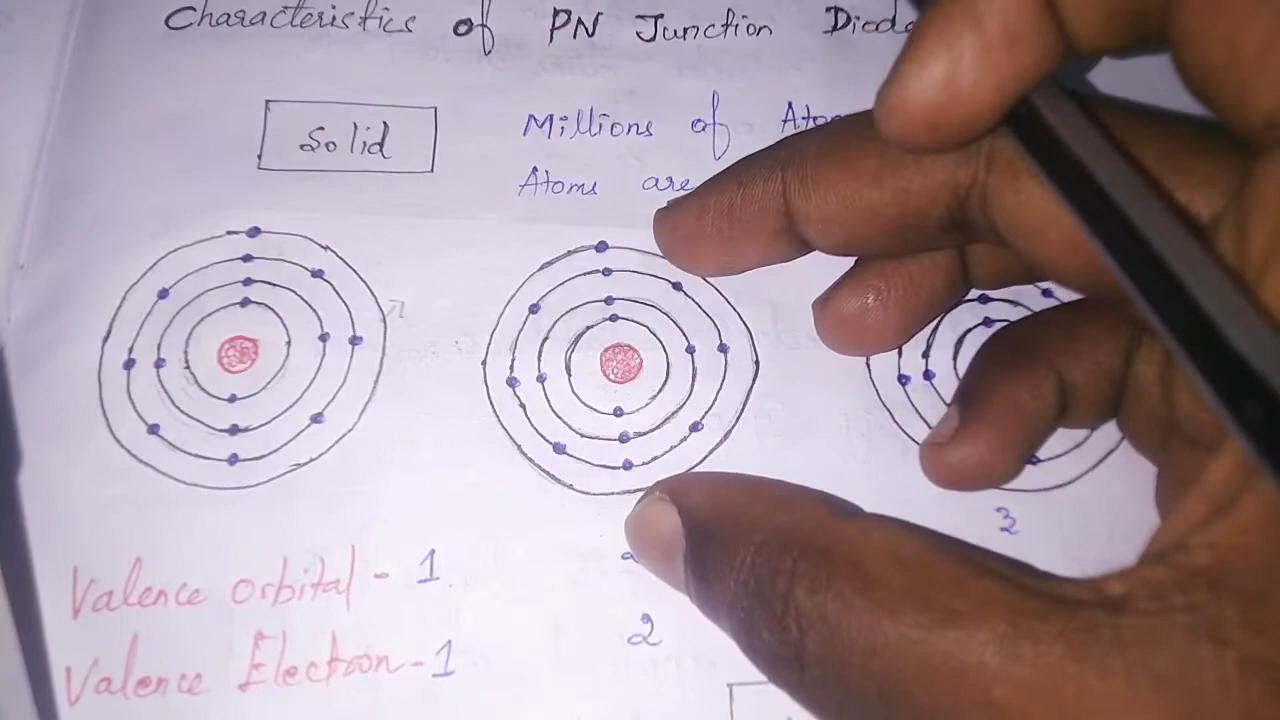 Characteristics of PN Junction
Solid
Millions of
Atoms are
3
Valence Orbital - 1
2
Valence Electron - 1